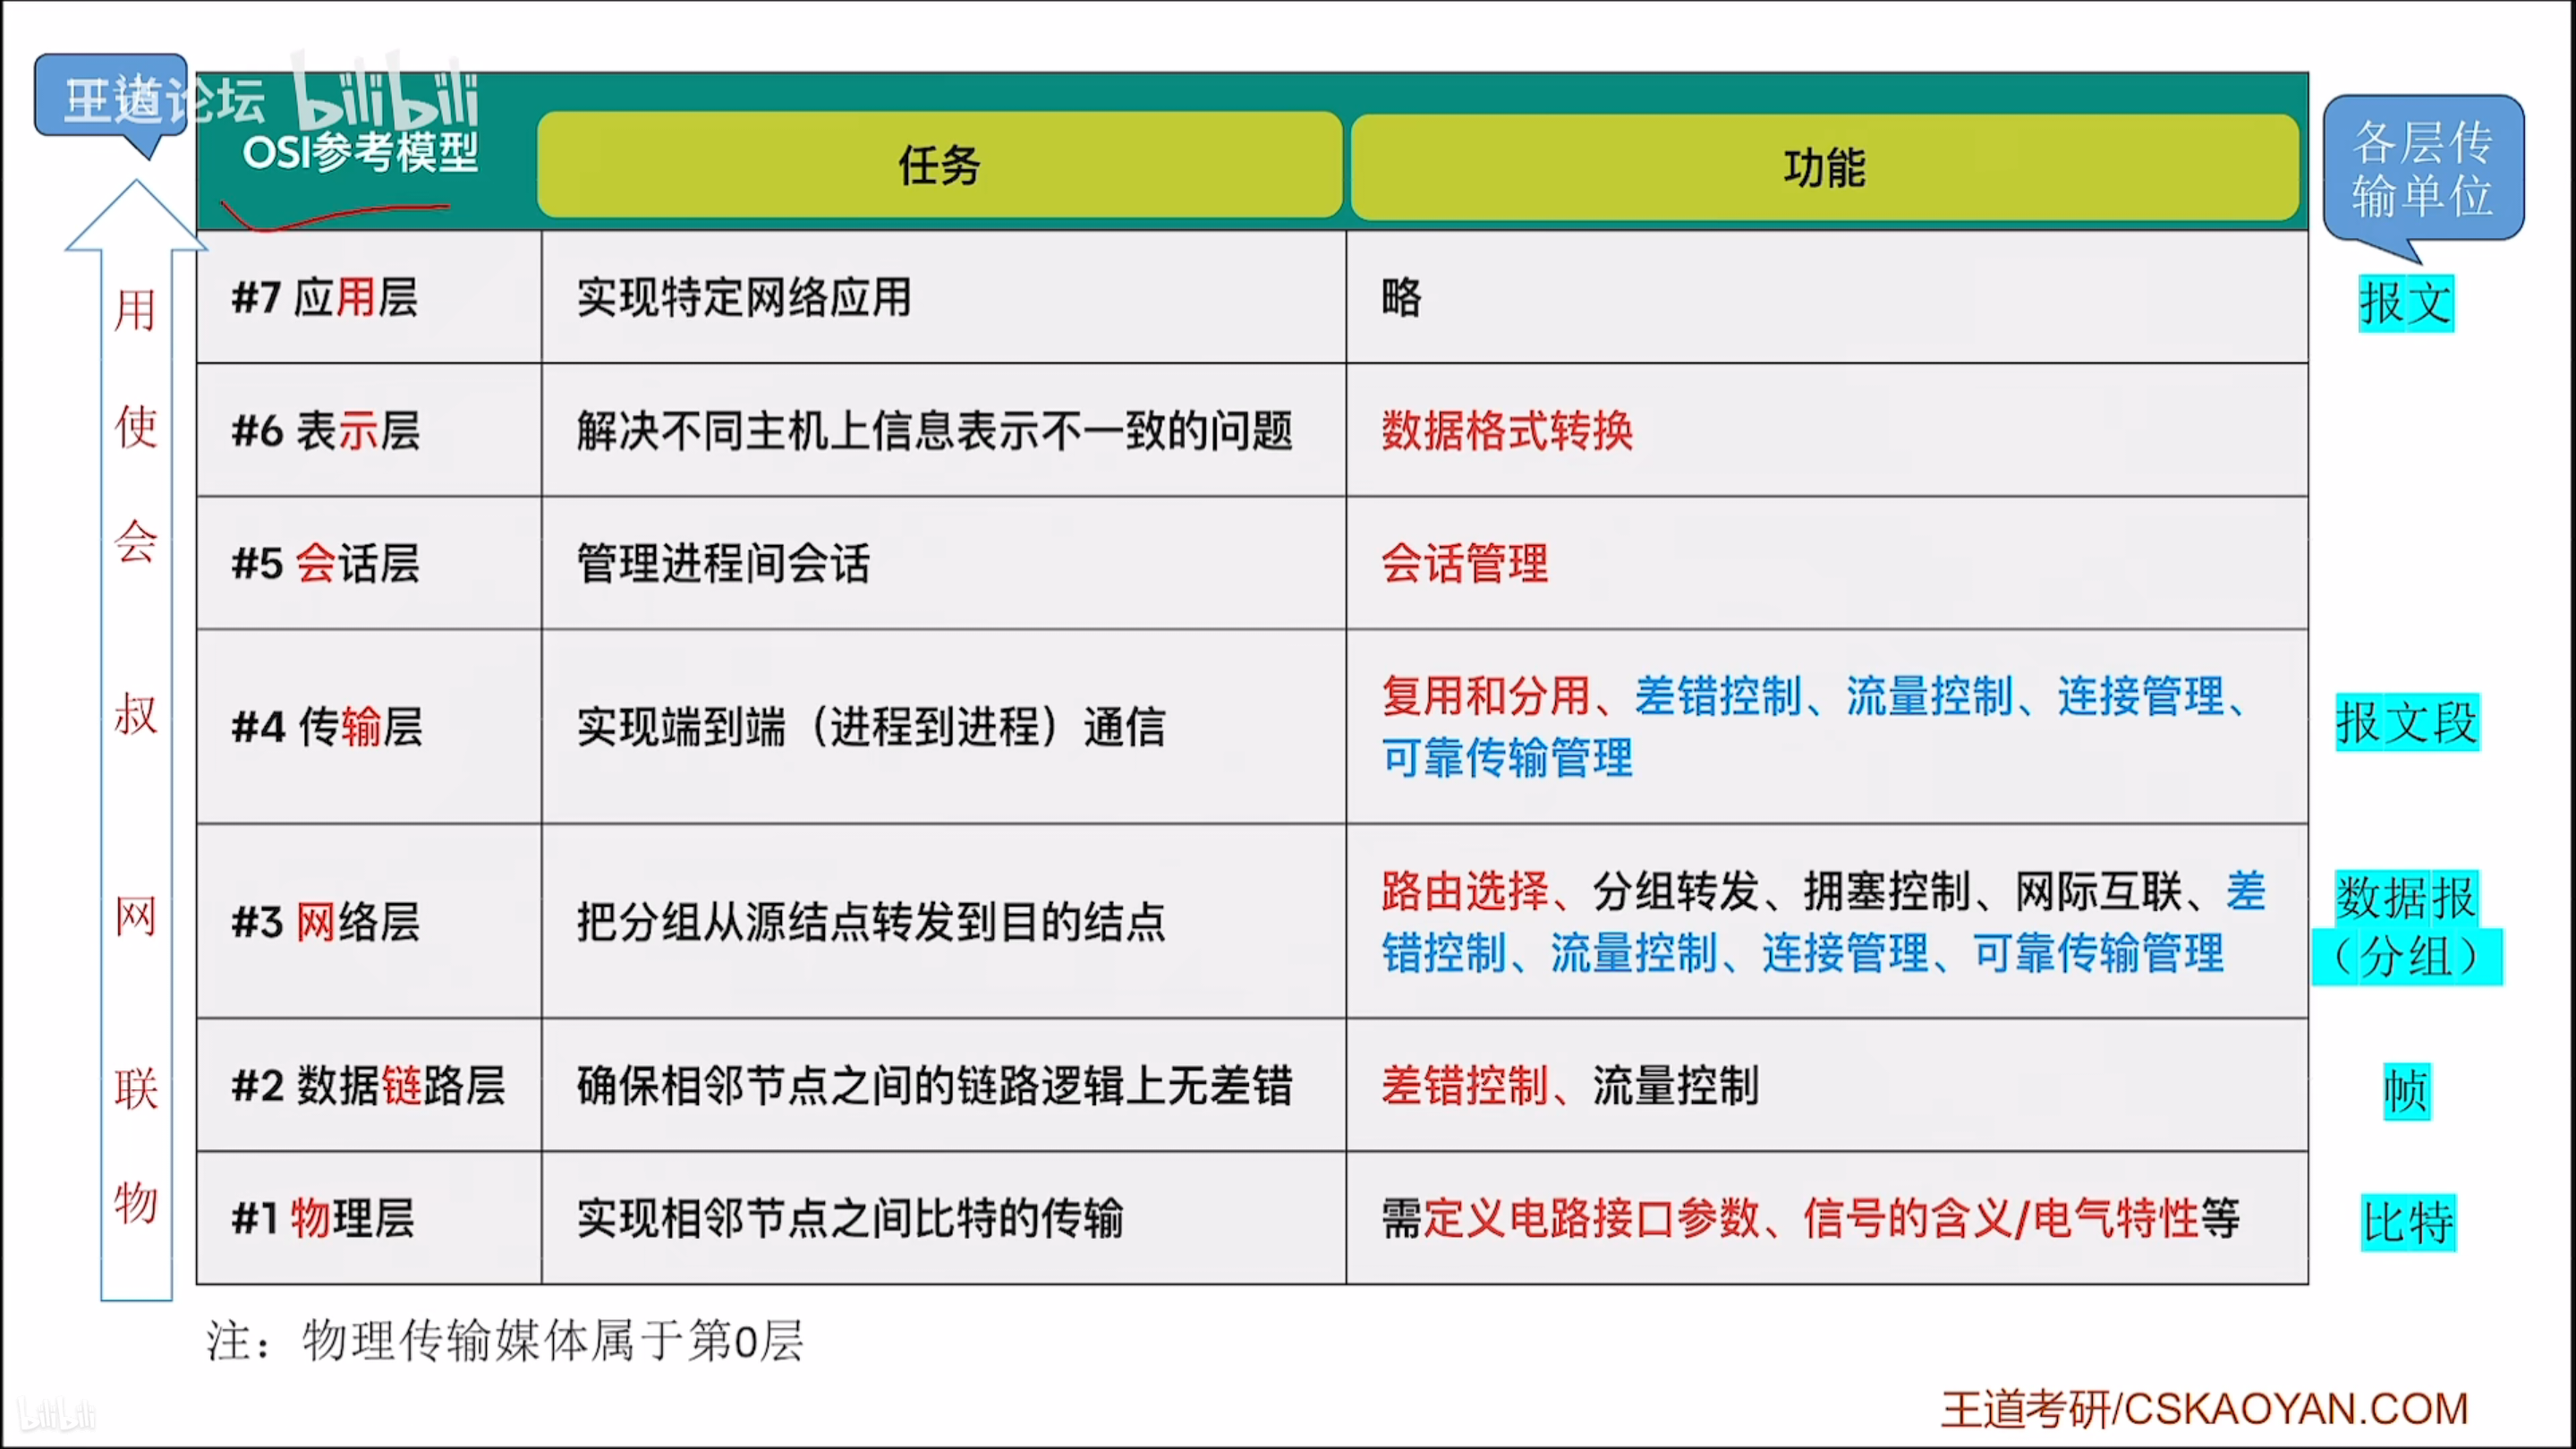 王道论坛 bilibili
OSI参考模型
任务
功能
各层传
输单位
#7 应用层
实现特定网络应用
略
报文
#6 表示层
解决不同主机上信息表示不一致的问题
数据格式转换
#5 会话层
管理进程间会话
会话管理
#4 传输层
实现端到端（进程到进程）通信
复用和分用、差错控制、流量控制、连接管理、
可靠传输管理
报文段
#3 网络层
把分组从源结点转发到目的结点
路由选择、分组转发、拥塞控制、网际互联、差
错控制、流量控制、连接管理、可靠传输管理
数据报
（分组）
#2 数据链路层
确保相邻节点之间的链路逻辑上无差错
差错控制、流量控制
帧
#1 物理层
实现相邻节点之间比特的传输
需定义电路接口参数、信号的含义/电气特性等
比特
用
使
会
叔
网
联
物
注：物理传输媒体属于第0层
bilibili
王道考研/CSKAOYAN.COM